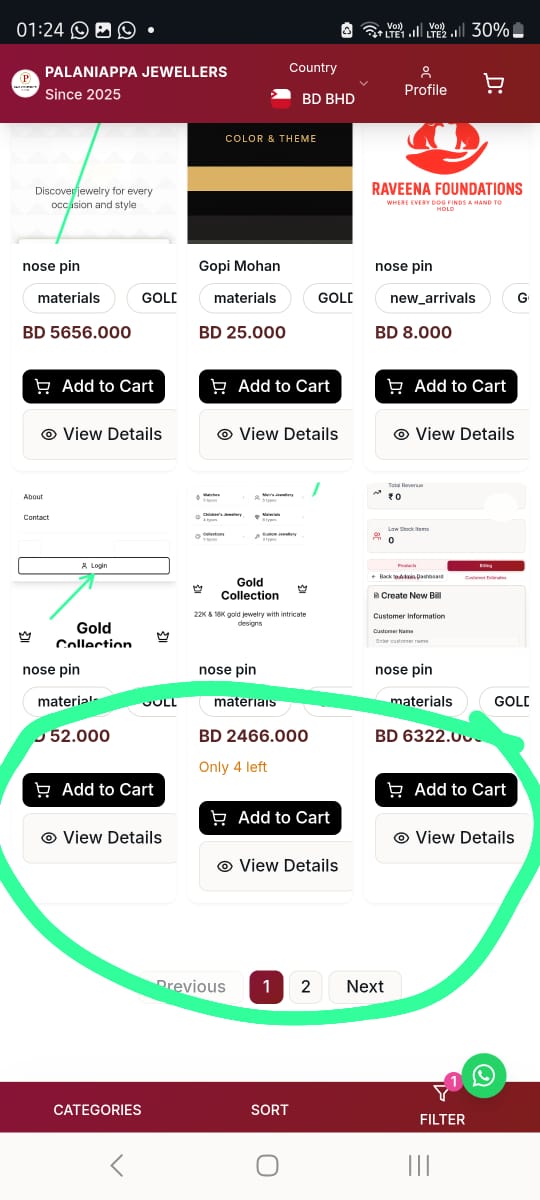 01:24
Vo)) LTE1 Vo)) LTE2 30%
PALANIAPPA JEWELLERS
Since 2025
Country
BD BHD
Profile
Discover jewelry for every
occasion and style
COLOR & THEME
RAVEENA FOUNDATIONS
WHERE EVERY DOG FINDS A HAND TO
HOLD
nose pin
Gopi Mohan
nose pin
materials GOLD
materials GOLD
new_arrivals G
BD 5656.000
BD 25.000
BD 8.000
Add to Cart
Add to Cart
Add to Cart
View Details
View Details
View Details
About
Contact
Login
Gold
Collection
Watches
Men's Jewellery
Children's Jewellery
Materials
Collections
Custom Jewellery
Gold
Collection
22K & 18K gold jewelry with intricate
designs
Total Revenue
₹ 0
Low Stock Items
0
Products
Billing
Back to Admin Dashboard
Customer Estimates
Create New Bill
Customer Information
Customer Name
Enter customer name
nose pin
nose pin
nose pin
materials GOLD
materials
materials GOLD
BD 52.000
BD 2466.000
BD 6322.000
Only 4 left
Add to Cart
Add to Cart
Add to Cart
View Details
View Details
View Details
Previous 1 2 Next
1
CATEGORIES
SORT
FILTER